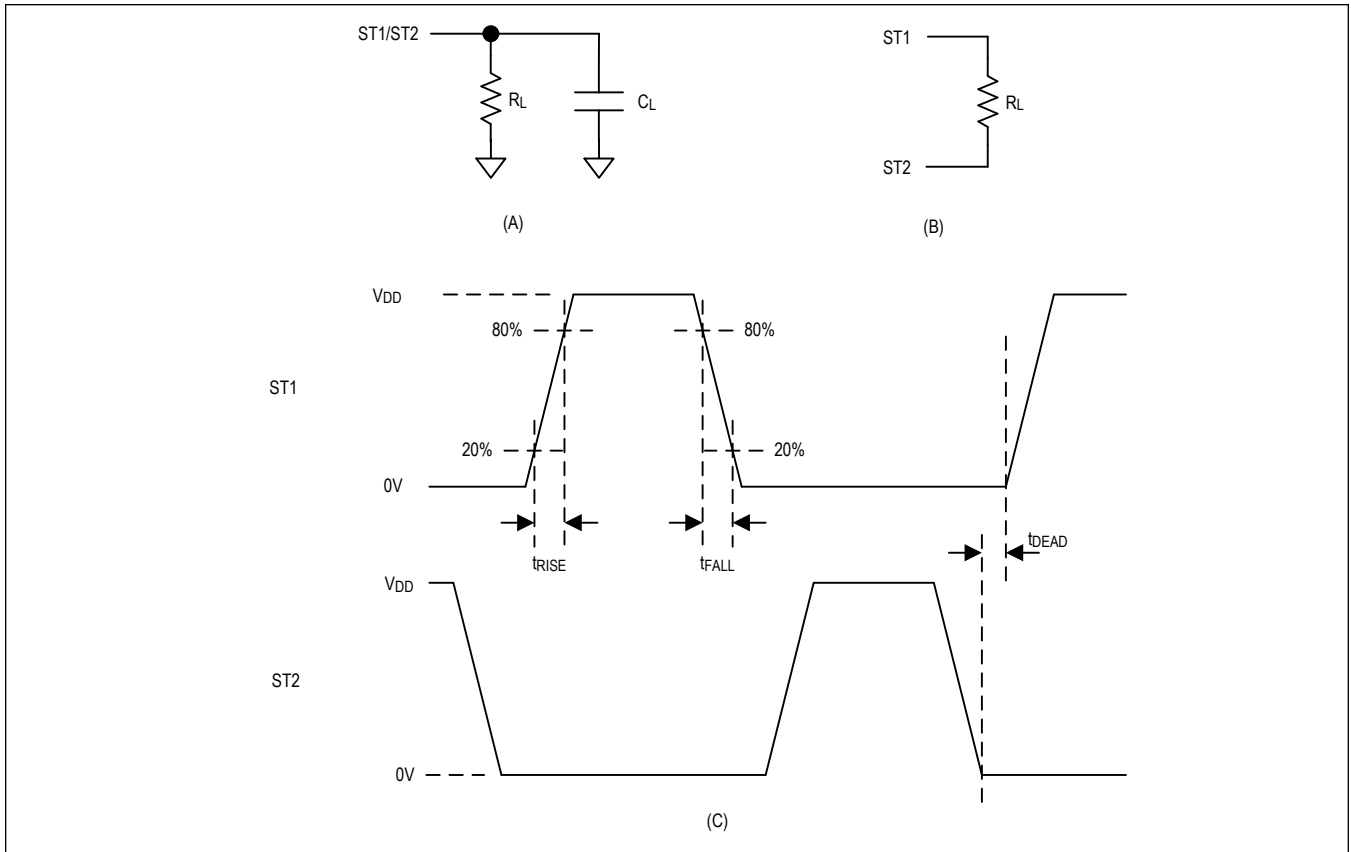 ST1/ST2
RL
CL
(A)
ST1
RL
ST2
(B)
VDD
80%
80%
ST1
20%
20%
0V
tRISE
tFALL
tDEAD
VDD
ST2
0V
(C)